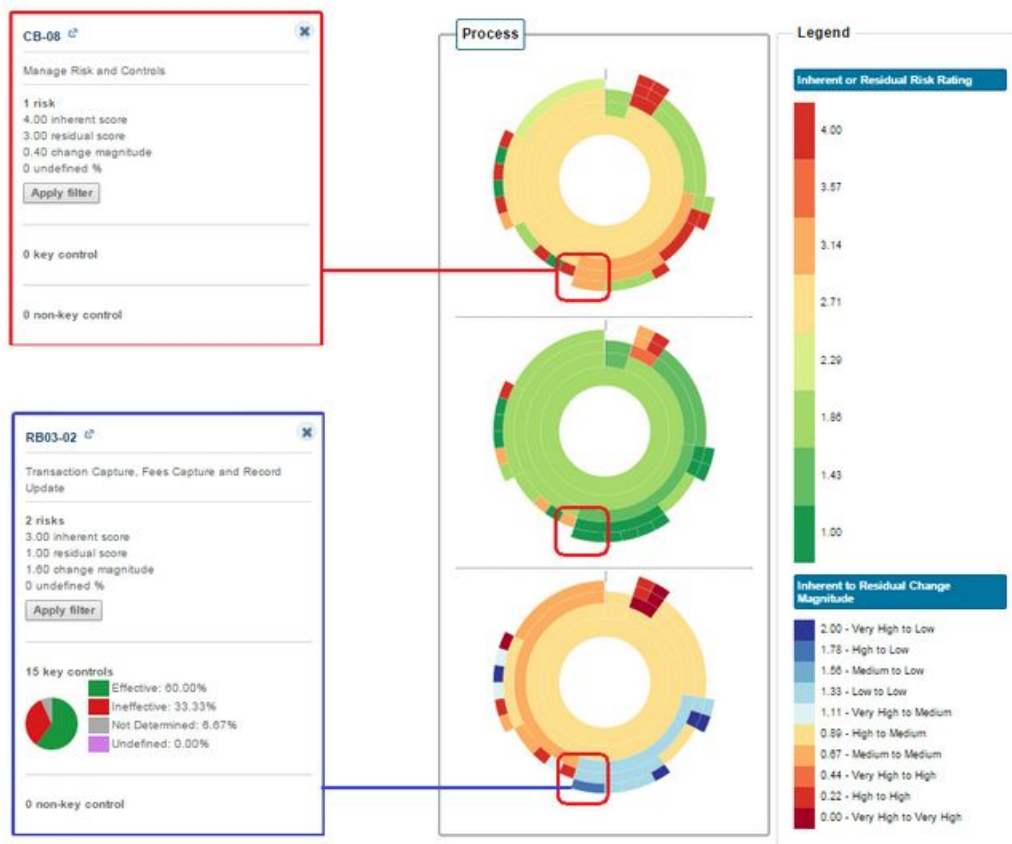 CB-08
Manage Risk and Controls
1 risk
4.00 inherent score
3.00 residual score
0.40 change magnitude
0 undefined %
Apply filter
0 key control
0 non-key control
RB03-02
Transaction Capture, Fees Capture and Record
Update
2 risks
3.00 inherent score
1.00 residual score
1.60 change magnitude
0 undefined %
Apply filter
15 key controls
Effective: 60.00%
Ineffective: 33.33%
Not Determined: 6.67%
Undefined: 0.00%
0 non-key control
Process
Legend
Inherent or Residual Risk Rating
4.00
3.57
3.14
2.71
2.29
1.86
1.43
1.00
Inherent to Residual Change
Magnitude
2.00 - Very High to Low
1.78 - High to Low
1.56 - Medium to Low
1.33 - Low to Low
1.11 - Very High to Medium
0.89 - High to Medium
0.67 - Medium to Medium
0.44 - Very High to High
0.22 - High to High
0.00 - Very High to Very High